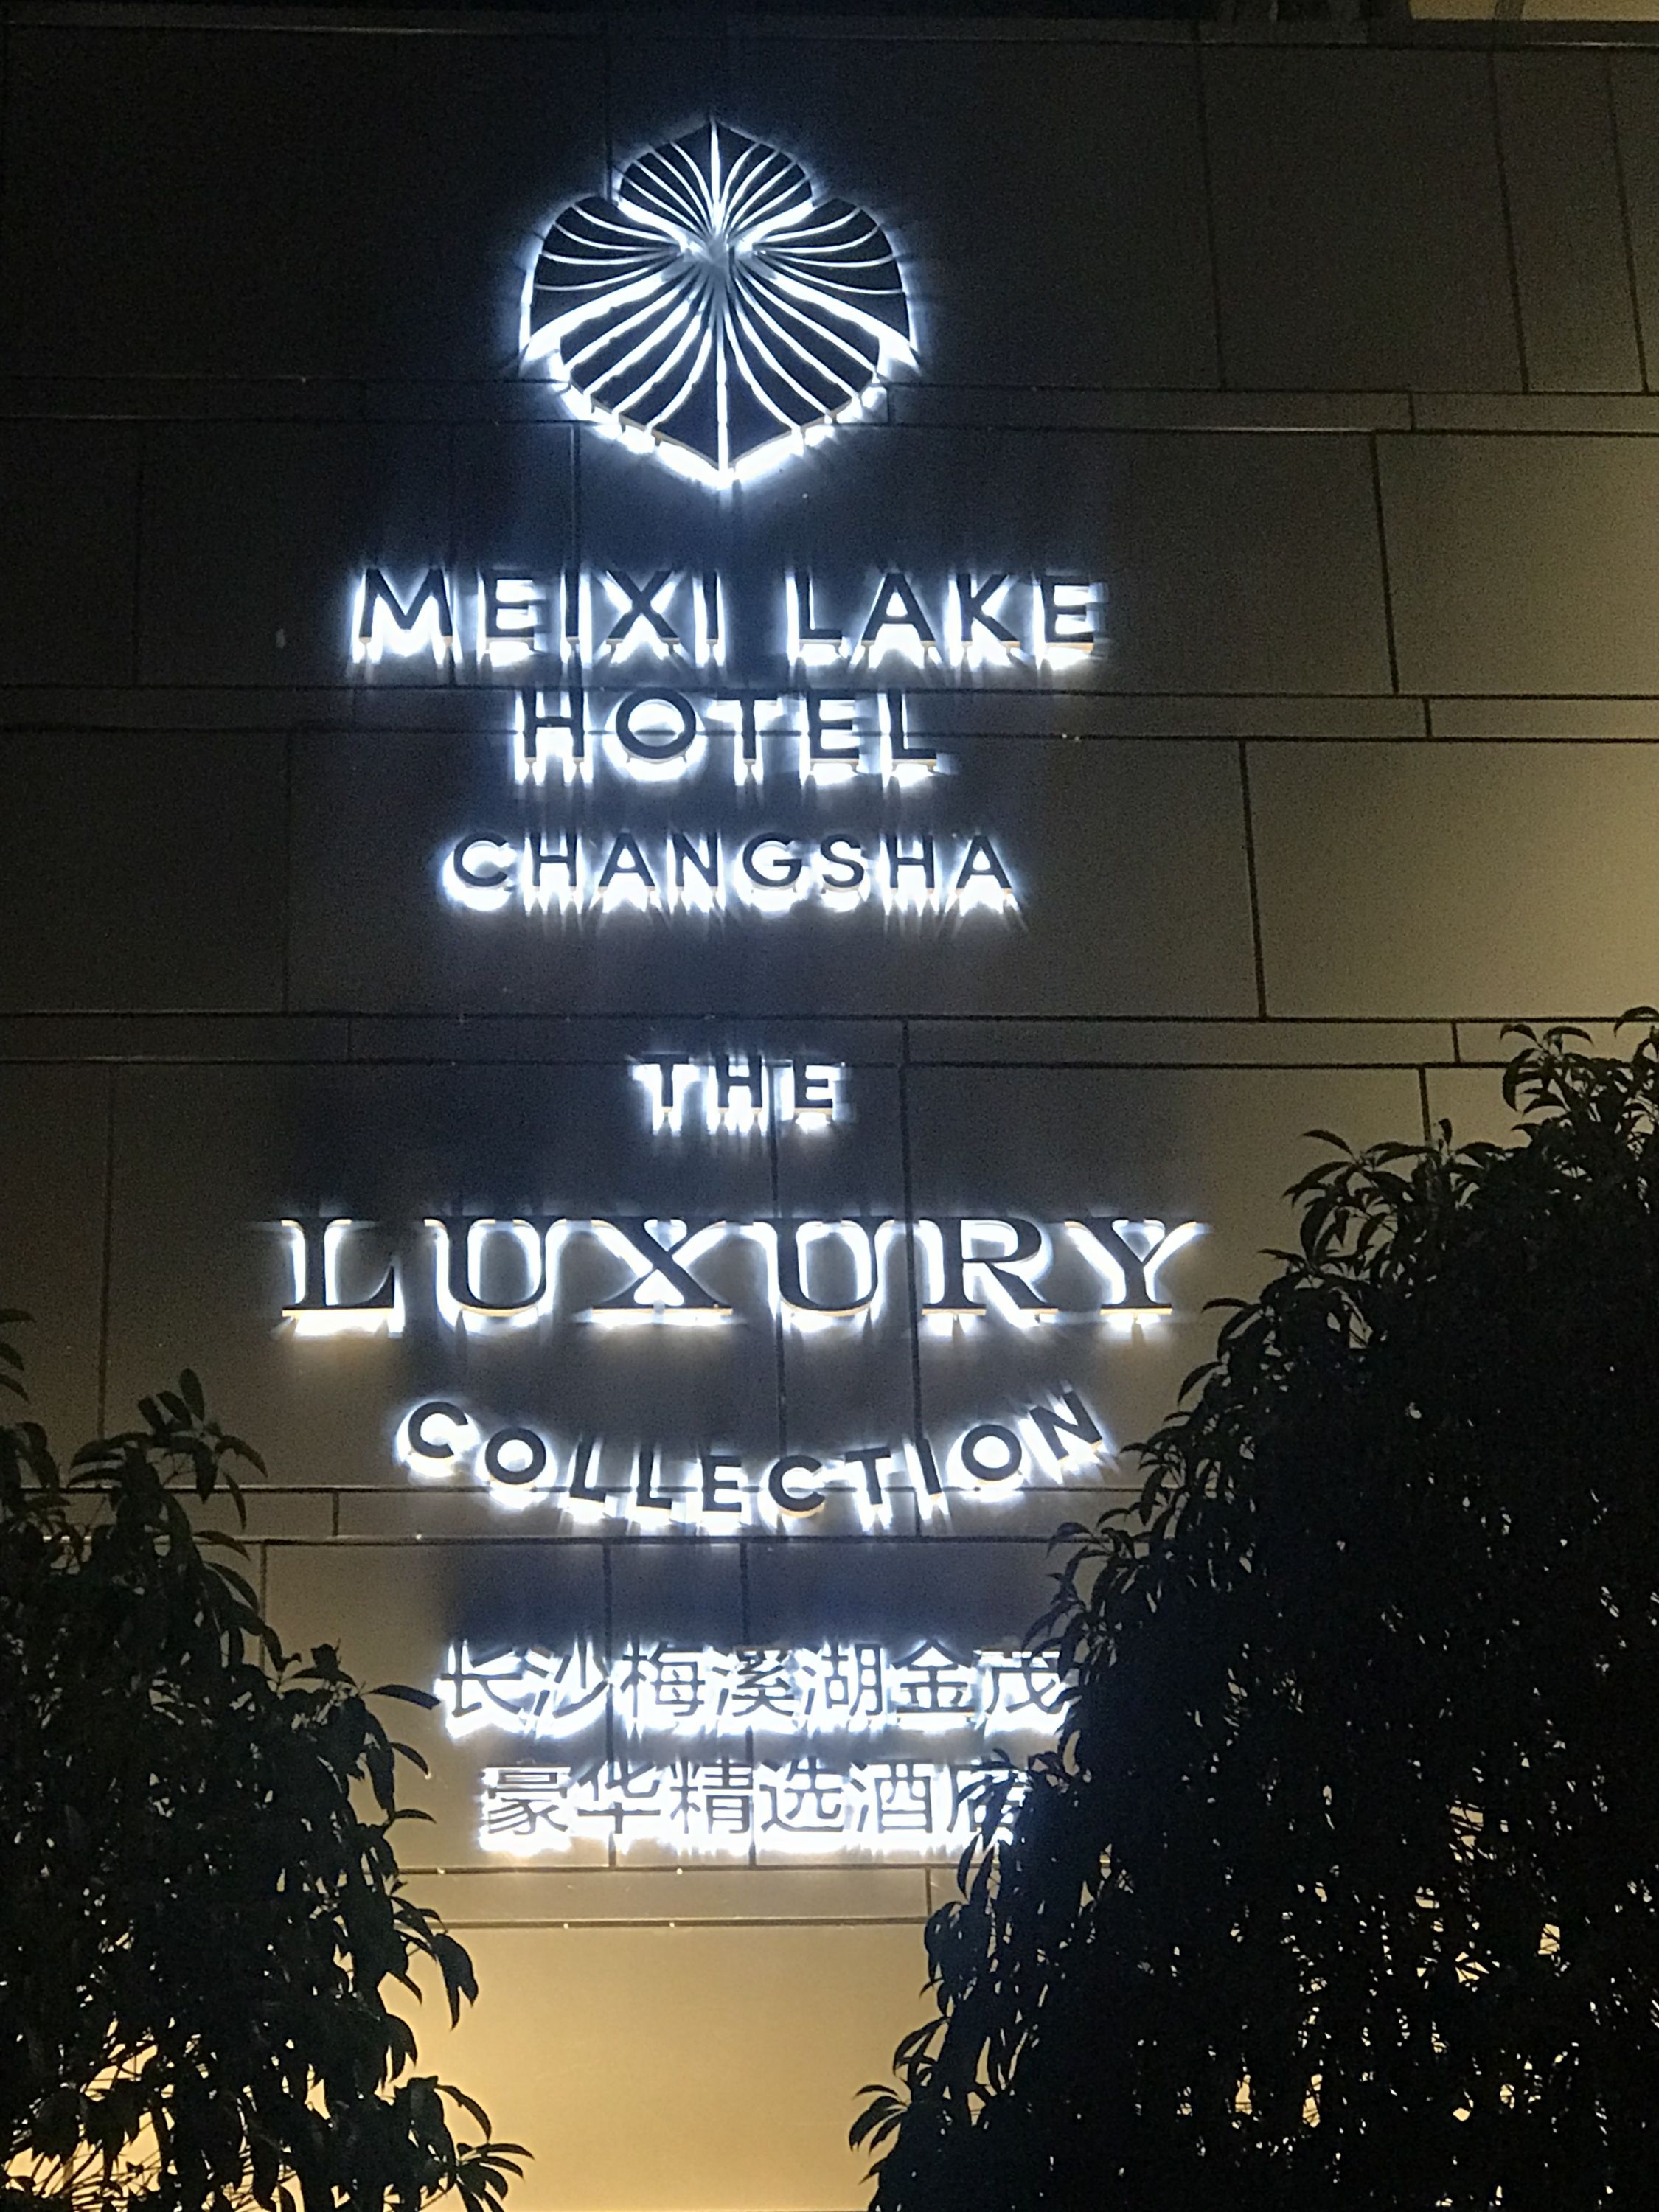 MEIXI LAKE
HOTEL
CHANGSHA
THE
LUXURY
COLLECTION
长沙梅溪湖金茂
豪华精选酒店